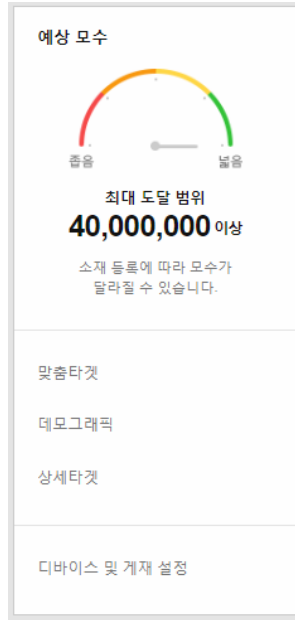 예상 모수
좁음 넓음
최대 도달 범위
40,000,000 이상
소재 등록에 따라 모수가
달라질 수 있습니다.
맞춤타겟
데모그래픽
상세타겟
디바이스 및 게재 설정